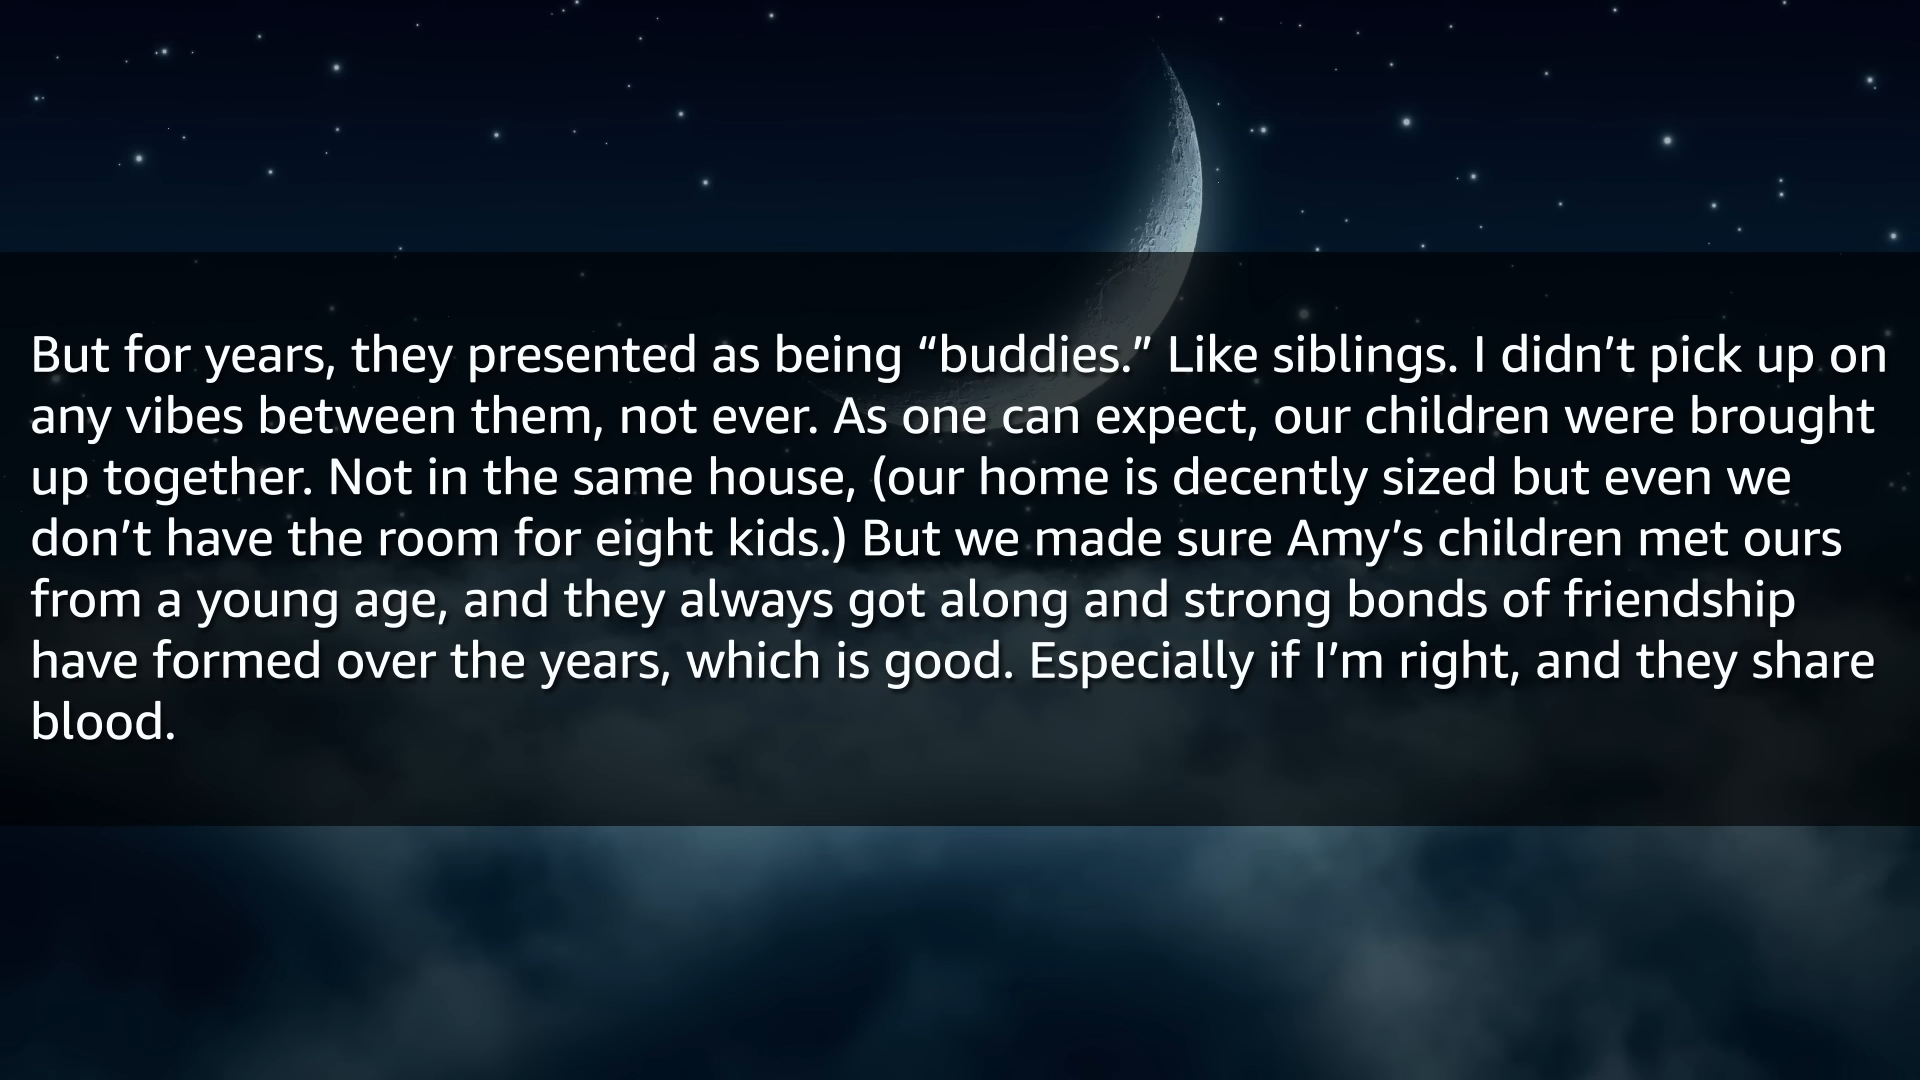 But for years, they presented as being “buddies.” Like siblings. I didn’t pick up on
any vibes between them, not ever. As one can expect, our children were brought
up together. Not in the same house, (our home is decently sized but even we
don’t have the room for eight kids.) But we made sure Amy’s children met ours
from a young age, and they always got along and strong bonds of friendship
have formed over the years, which is good. Especially if I’m right, and they share
blood.